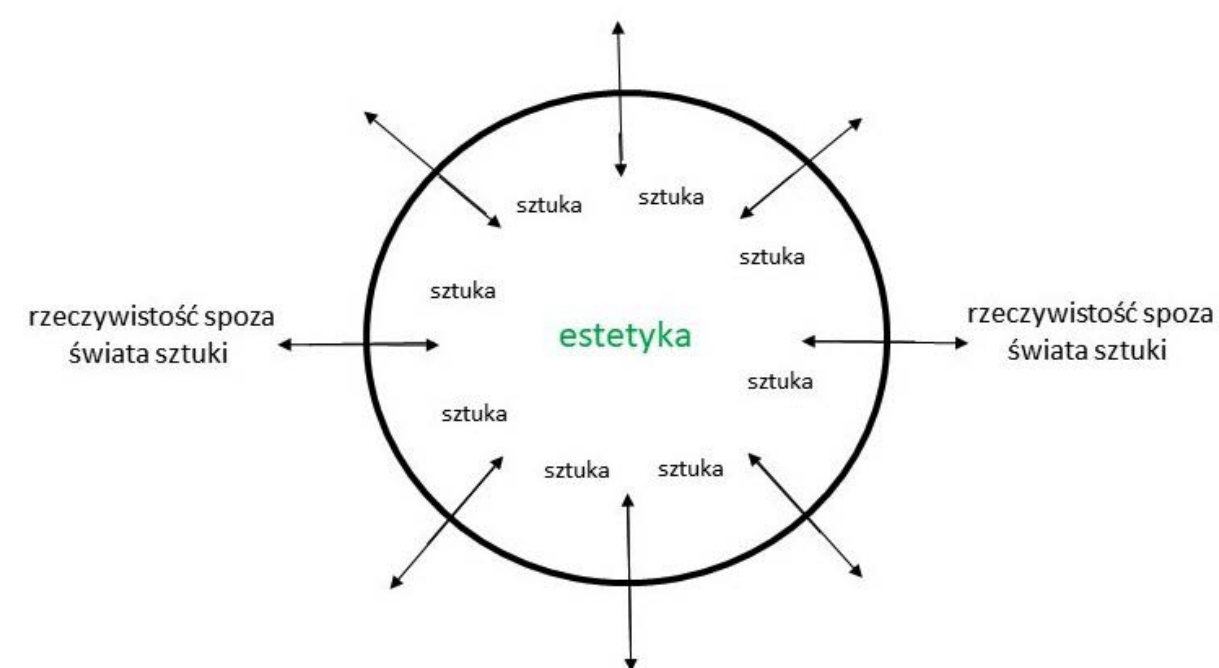 sztuka
sztuka
sztuka
sztuka
rzeczywistość spoza
świata sztuki
estetyka
rzeczywistość spoza
świata sztuki
sztuka
sztuka
sztuka
sztuka